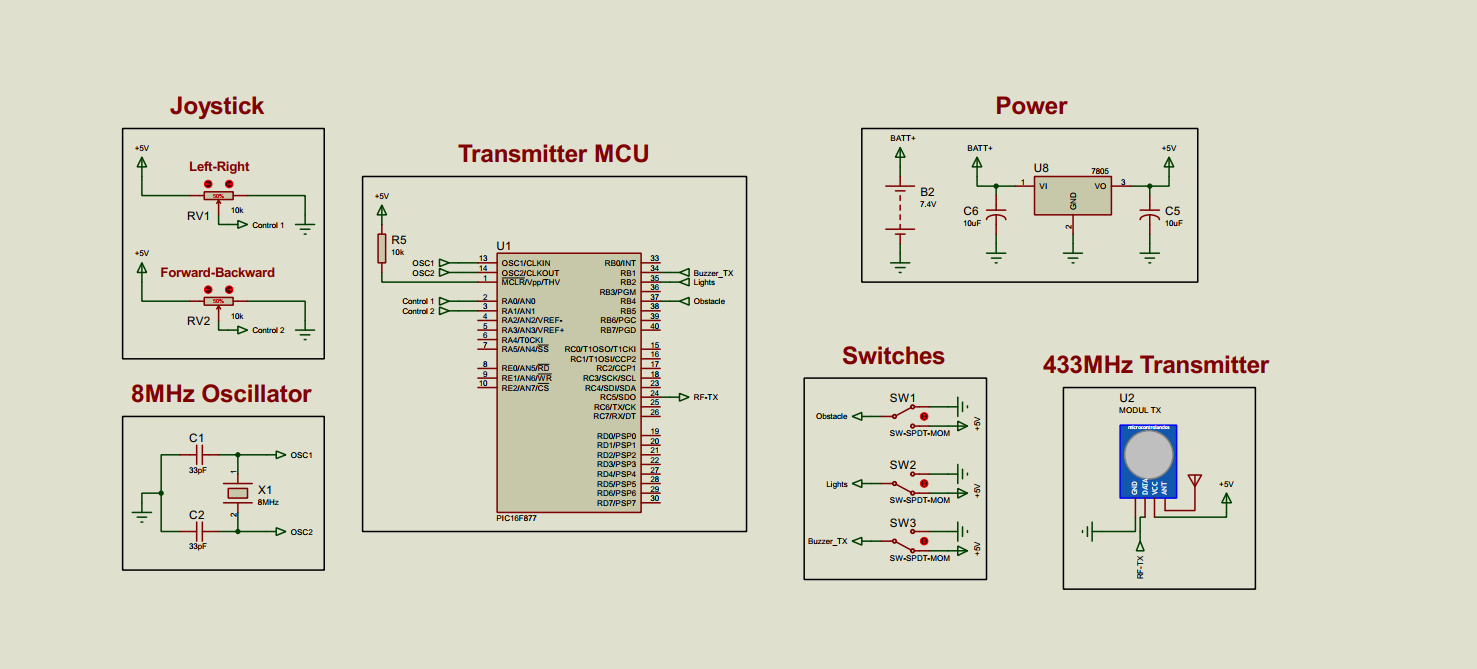 Joystick
+5V
Left-Right
50%
RV1
10k
Control 1
+5V
Forward-Backward
50%
RV2
10k
Control 2
8MHz Oscillator
C1
33pF
1
OSC1
X1
8MHz
C2
33pF
2
OSC2
Transmitter MCU
+5V
R5
10k
U1
OSC1 13 OSC1/CLKIN
OSC2 14 OSC2/CLKOUT
1 MCLR/Vpp/THV
Control 1 2 RA0/AN0
Control 2 3 RA1/AN1
4 RA2/AN2/VREF-
5 RA3/AN3/VREF+
6 RA4/T0CKI
7 RA5/AN4/SS
8 RE0/AN5/RD
9 RE1/AN6/WR
10 RE2/AN7/CS
RB0/INT 33
RB1 34 Buzzer_TX
RB2 35 Lights
RB3/PGM 36
RB4 37 Obstacle
RB5 38
RB6/PGC 39
RB7/PGD 40
RC0/T1OSO/T1CKI 15
RC1/T1OSI/CCP2 16
RC2/CCP1 17
RC3/SCK/SCL 18
RC4/SDI/SDA 23
RC5/SDO 24 RF-TX
RC6/TX/CK 25
RC7/RX/DT 26
RD0/PSP0 19
RD1/PSP1 20
RD2/PSP2 21
RD3/PSP3 22
RD4/PSP4 27
RD5/PSP5 28
RD6/PSP6 29
RD7/PSP7 30
PIC16F877
Power
BATT+
B2
7.4V
BATT+
C6
10uF
U8
7805
1 VI
VO 3
GND
2
+5V
C5
10uF
Switches
SW1
Obstacle
+5V
SW-SPDT-MOM
SW2
Lights
+5V
SW-SPDT-MOM
SW3
Buzzer_TX
+5V
SW-SPDT-MOM
433MHz Transmitter
U2
MODUL TX
microcontrolandos
GND
DATA
VCC
ANT
+5V
RF-TX